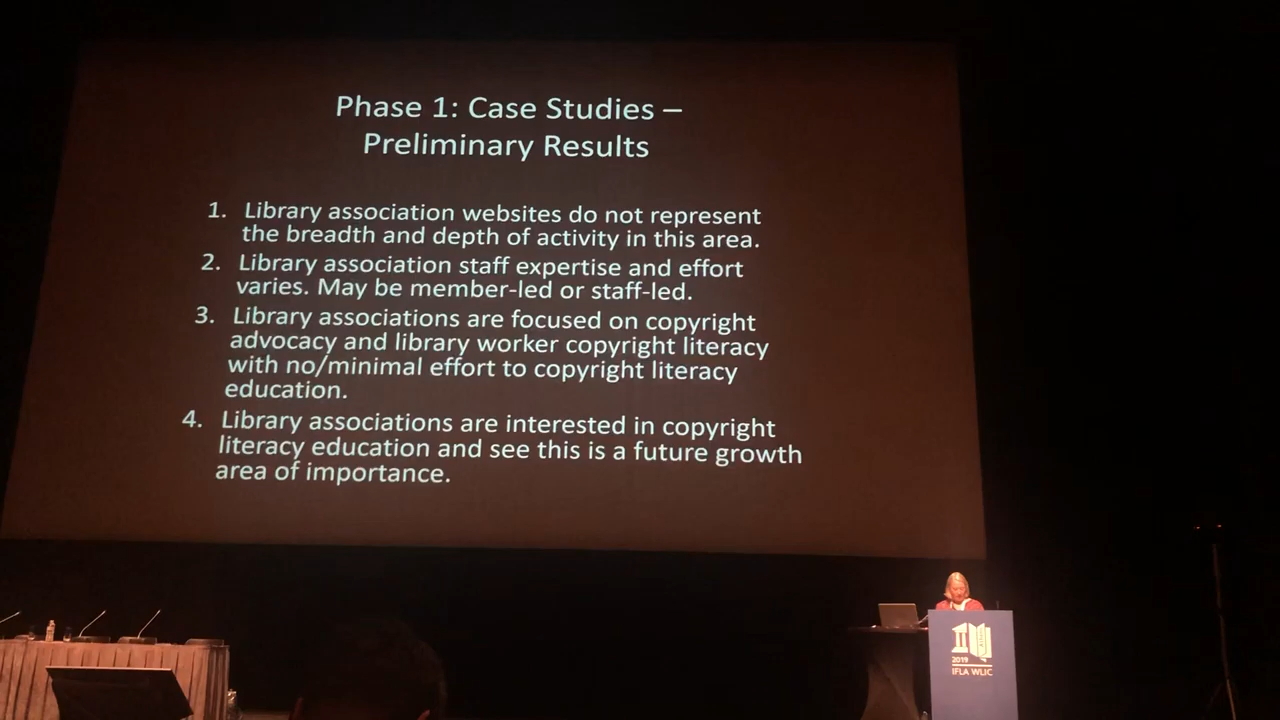 Phase 1: Case Studies –
Preliminary Results
1. Library association websites do not represent
the breadth and depth of activity in this area.
2. Library association staff expertise and effort
varies. May be member-led or staff-led.
3. Library associations are focused on copyright
advocacy and library worker copyright literacy
with no/minimal effort to copyright literacy
education.
4. Library associations are interested in copyright
literacy education and see this is a future growth
area of importance.
2019
IFLA WLIC